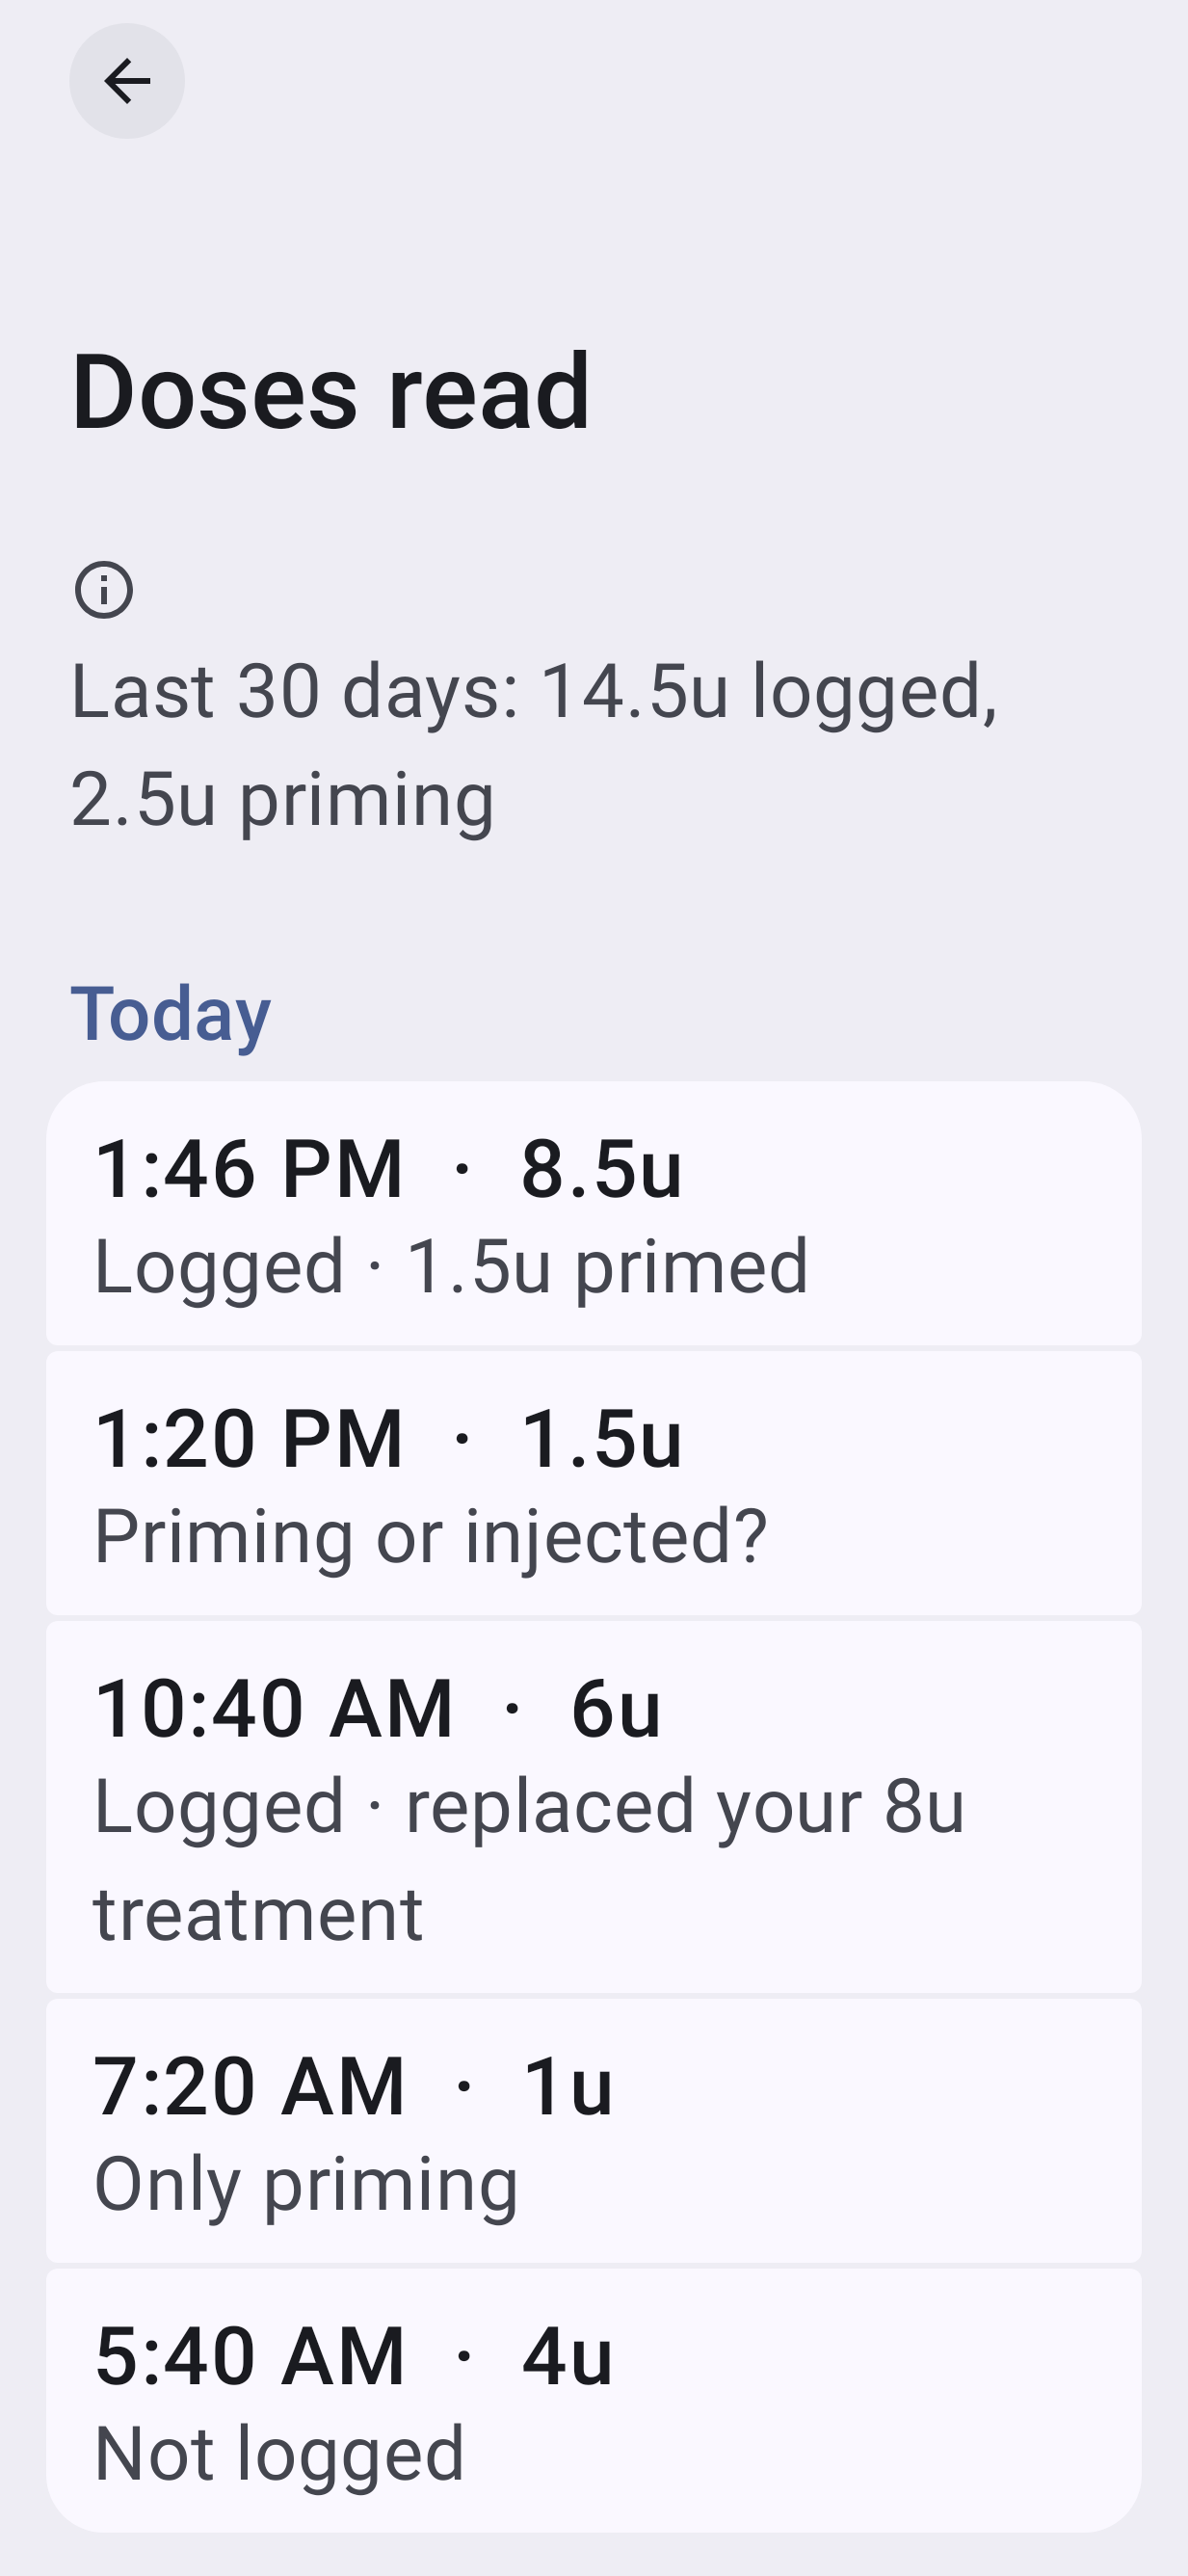 Doses read
Last 30 days: 14.5u logged,
2.5u priming
Today
1:46 PM · 8.5u
Logged · 1.5u primed
1:20 PM · 1.5u
Priming or injected?
10:40 AM · 6u
Logged · replaced your 8u
treatment
7:20 AM · 1u
Only priming
5:40 AM · 4u
Not logged